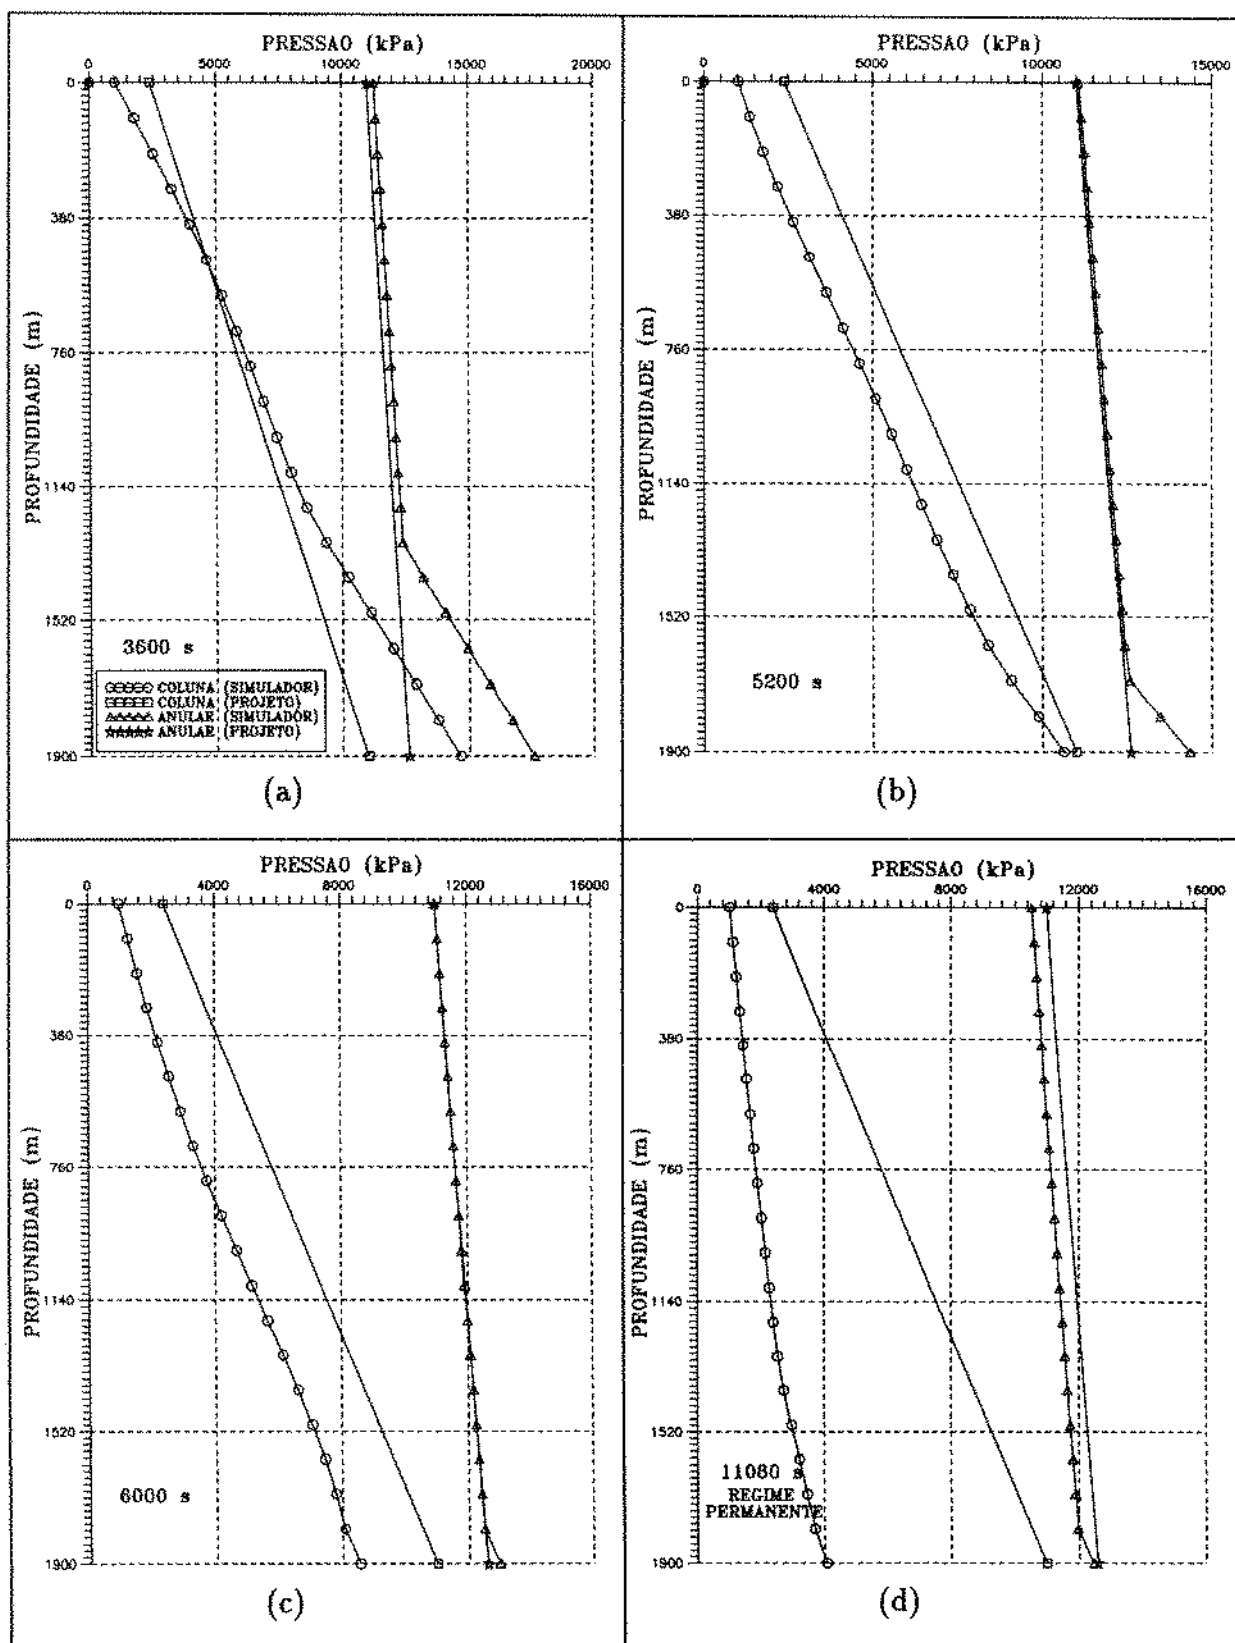 PRESSAO (kPa)
0 5000 10000 15000 20000
0
380
760
1140
1520
1900
PROFUNDIDADE (m)
3600 s
COLUNA (SIMULADOR)
COLUNA (PROJETO)
ANULAR (SIMULADOR)
ANULAR (PROJETO)
(a)
PRESSAO (kPa)
0 5000 10000 15000
0
380
760
1140
1520
1900
PROFUNDIDADE (m)
5200 s
(b)
PRESSAO (kPa)
0 4000 8000 12000 16000
0
380
760
1140
1520
1900
PROFUNDIDADE (m)
6000 s
(c)
PRESSAO (kPa)
0 4000 8000 12000 16000
0
380
760
1140
1520
1900
PROFUNDIDADE (m)
11080 s
REGIME
PERMANENTE
(d)